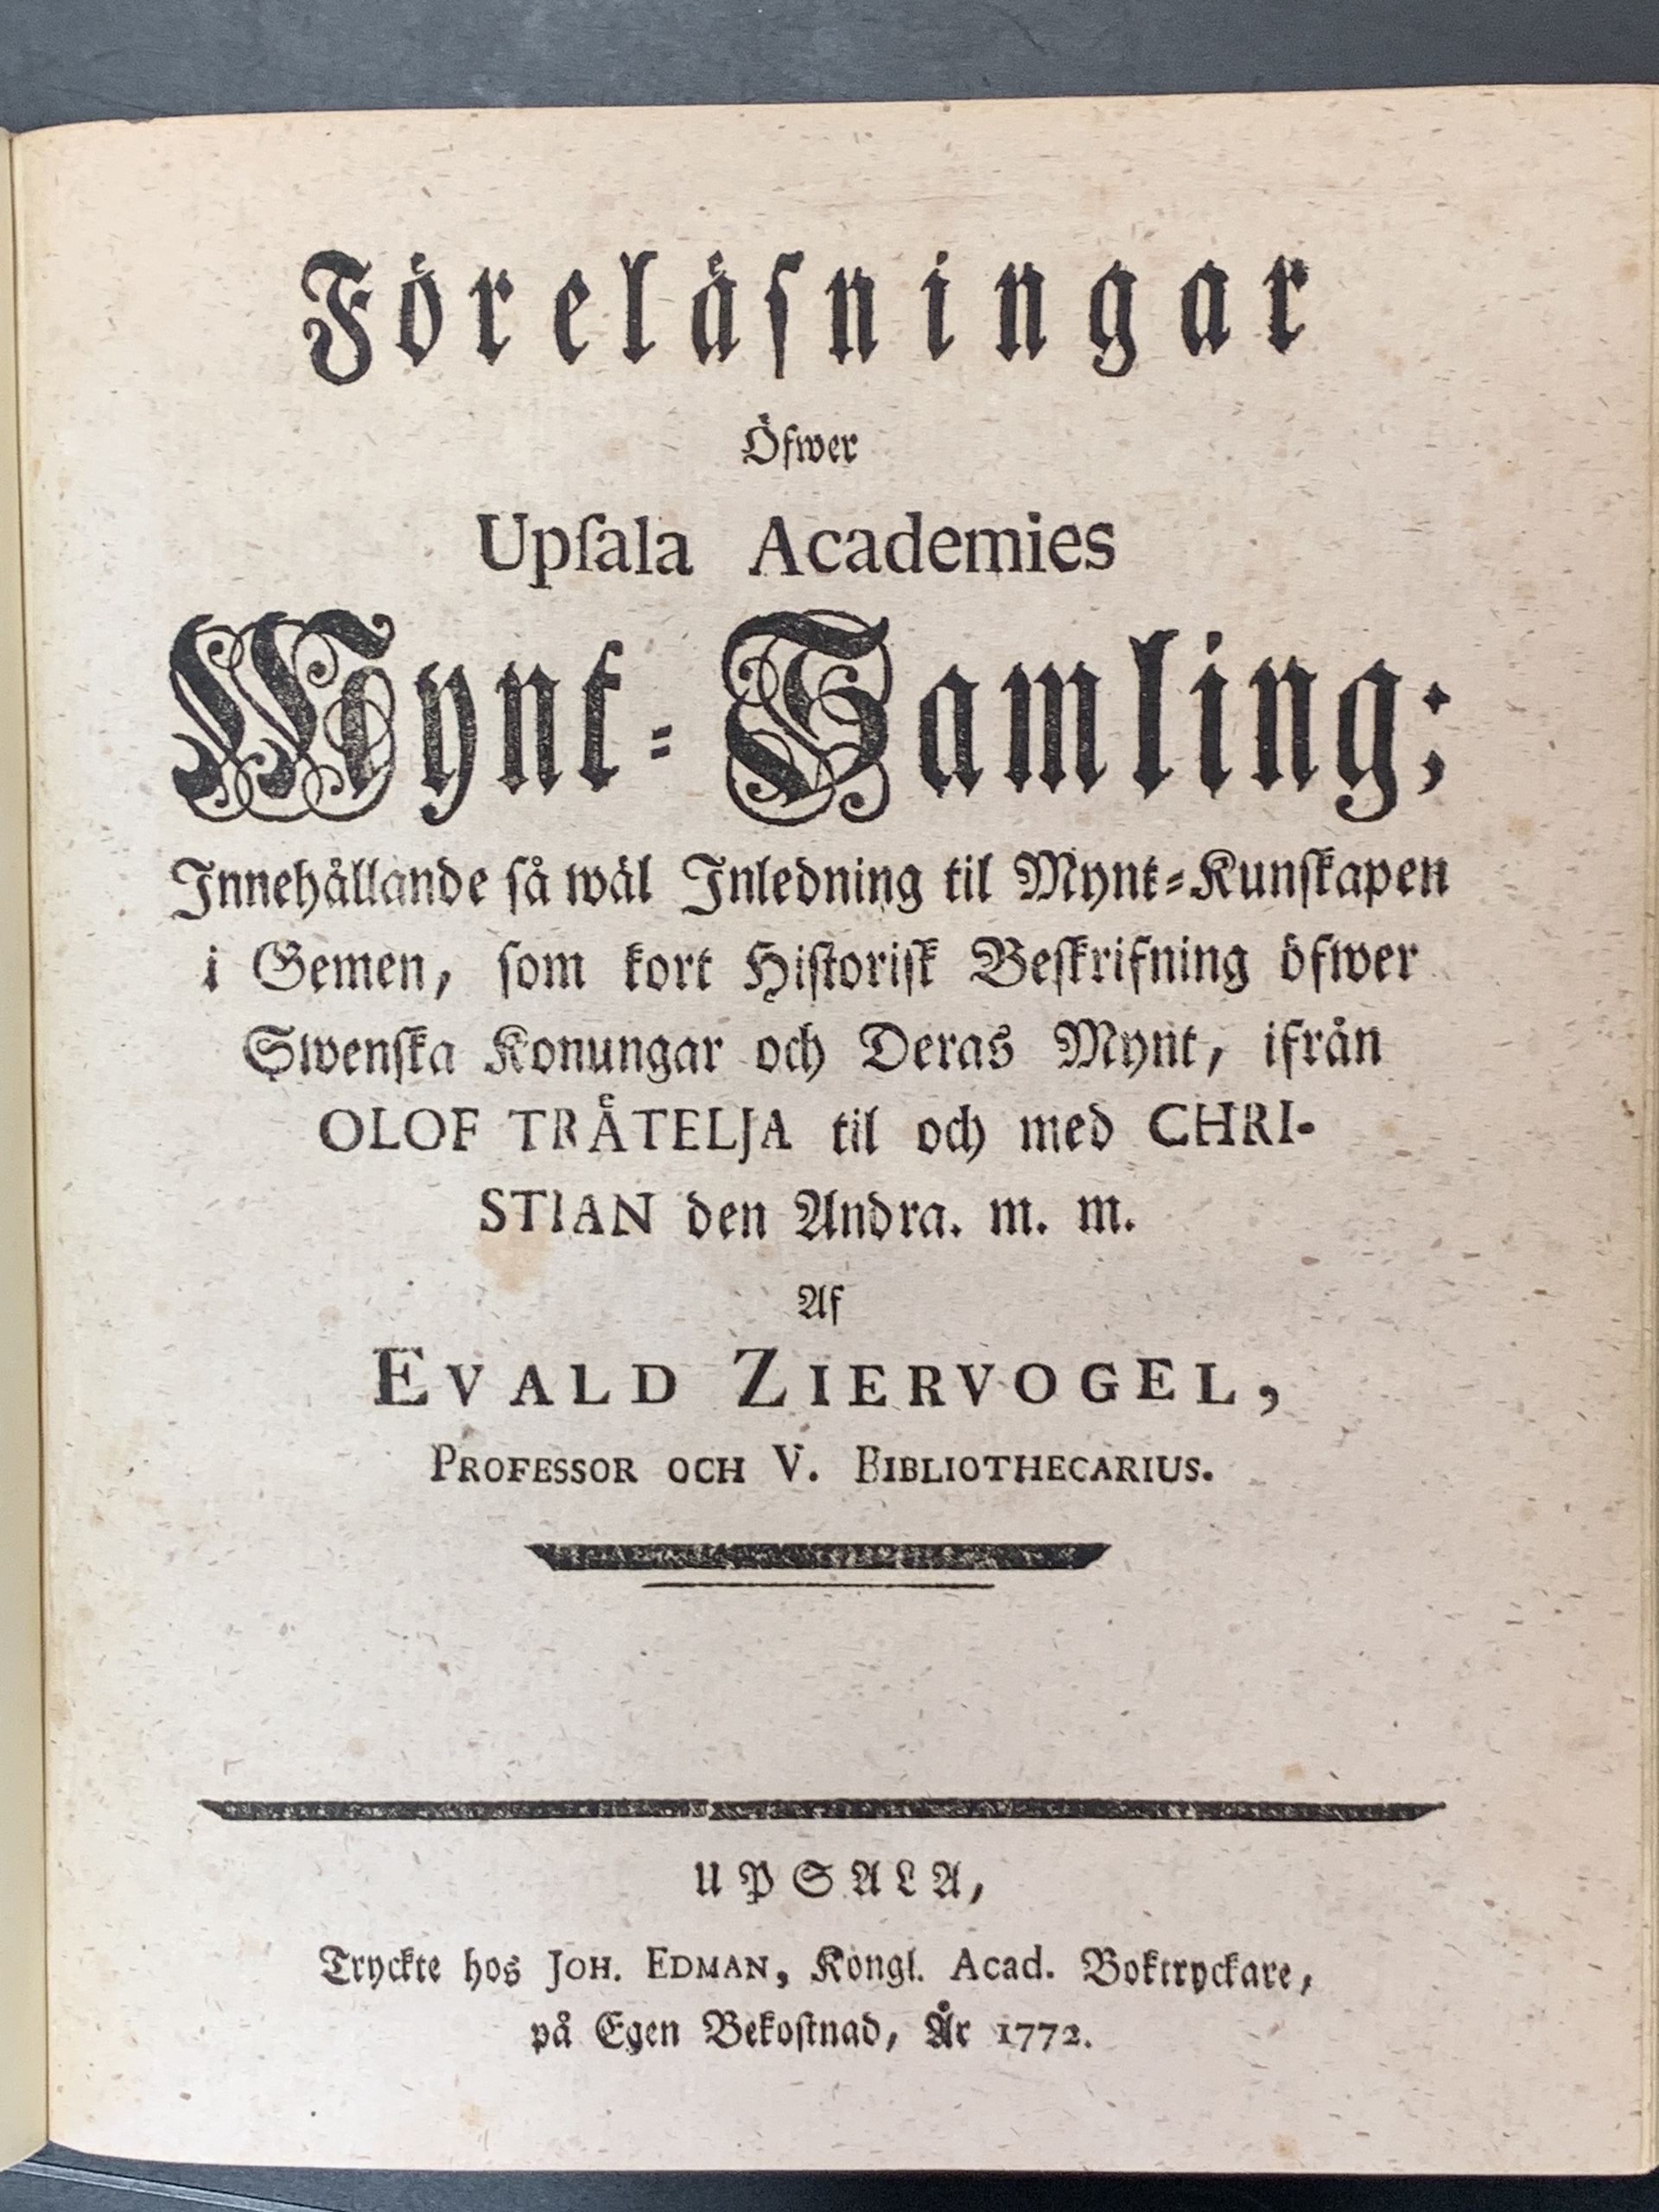 Föreläſningar
Öfwer
Upſala Academies
Mynt-Samling;
Innehållande ſå wäl Inledning til Mynt-Kunſkapen
i Gemen, ſom kort Hiſtoriſk Beſkrifning öfwer
Swenſka Konungar och Deras Mynt, ifrån
OLOF TRÄTELJA til och med CHRI-
STIAN den Andra. m. m.
Af
EVALD ZIERVOGEL,
PROFESSOR OCH V. BIBLIOTHECARIUS.
UPSALA,
Tryckte hos JOH. EDMAN, Kongl. Acad. Boktryckare,
på Egen Bekoſtnad, År 1772.